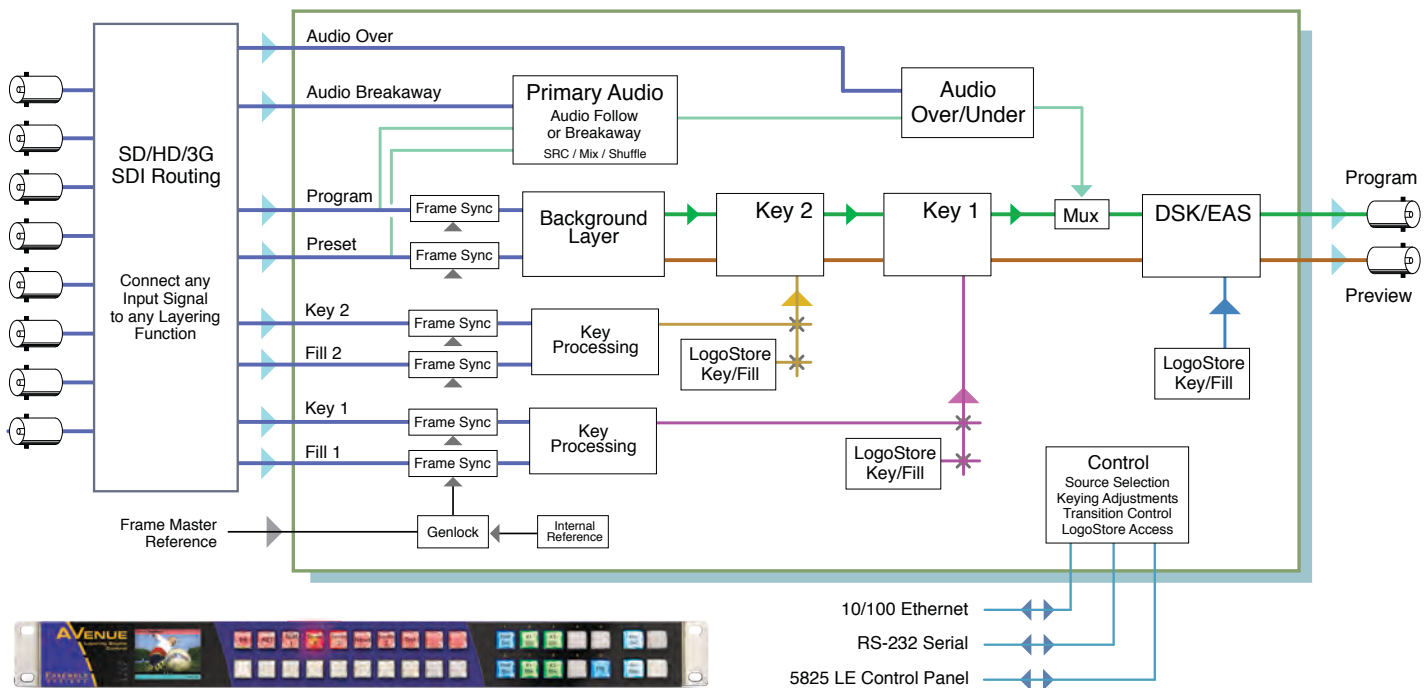 Audio Over
Audio Breakaway
SD/HD/3G
SDI Routing
Connect any
Input Signal
to any Layering
Function
Primary Audio
Audio Follow
or Breakaway
SRC / Mix / Shuffle
Audio
Over/Under
Program
Preset
Frame Sync
Frame Sync
Background
Layer
Key 2
Key 1
Mux
DSK/EAS
Program
Preview
Key 2
Fill 2
Frame Sync
Frame Sync
Key
Processing
LogoStore
Key/Fill
LogoStore
Key/Fill
Key 1
Fill 1
Frame Sync
Frame Sync
Key
Processing
LogoStore
Key/Fill
Control
Source Selection
Keying Adjustments
Transition Control
LogoStore Access
Frame Master
Reference
Genlock
Internal
Reference
10/100 Ethernet
RS-232 Serial
5825 LE Control Panel
AVENUE
ENSEMBLE